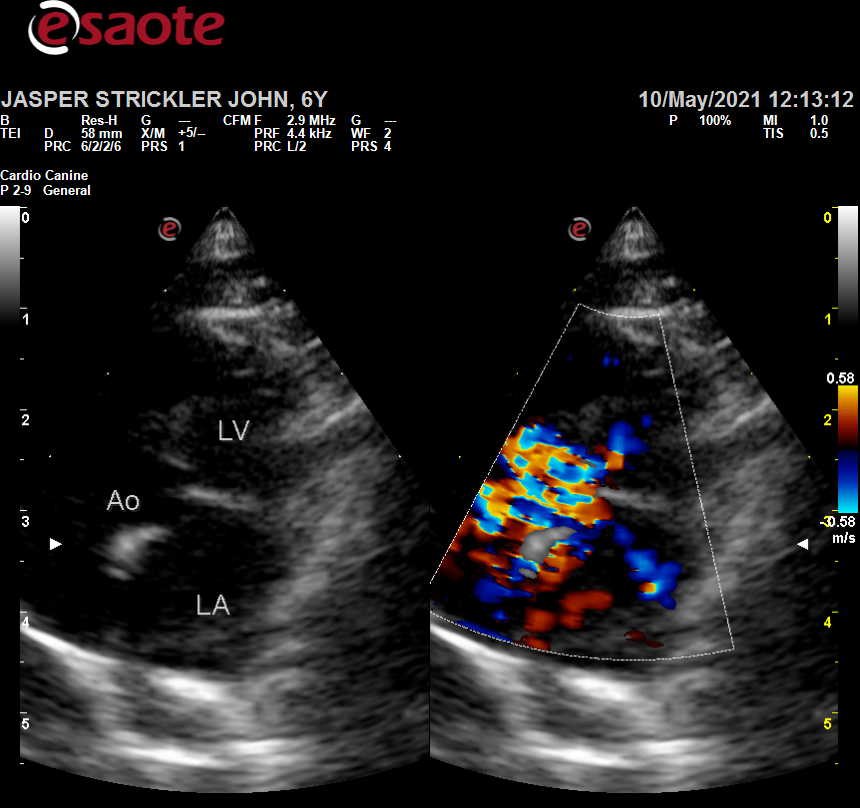 esaote
JASPER STRICKLER JOHN, 6Y 10/May/2021 12:13:12
B Res-H G --- CFM F 2.9 MHz G --- P 100% MI 1.0
TEI D 58 mm X/M +5/-- PRF 4.4 kHz WF 2 TIS 0.5
PRC 6/2/2/6 PRS 1 PRC L/2 PRS 4
Cardio Canine
P 2-9 General
e e
0 0
1 1
0.58
2 2
LV
Ao
3 3
-0.58
m/s
LA
4 4
5 5